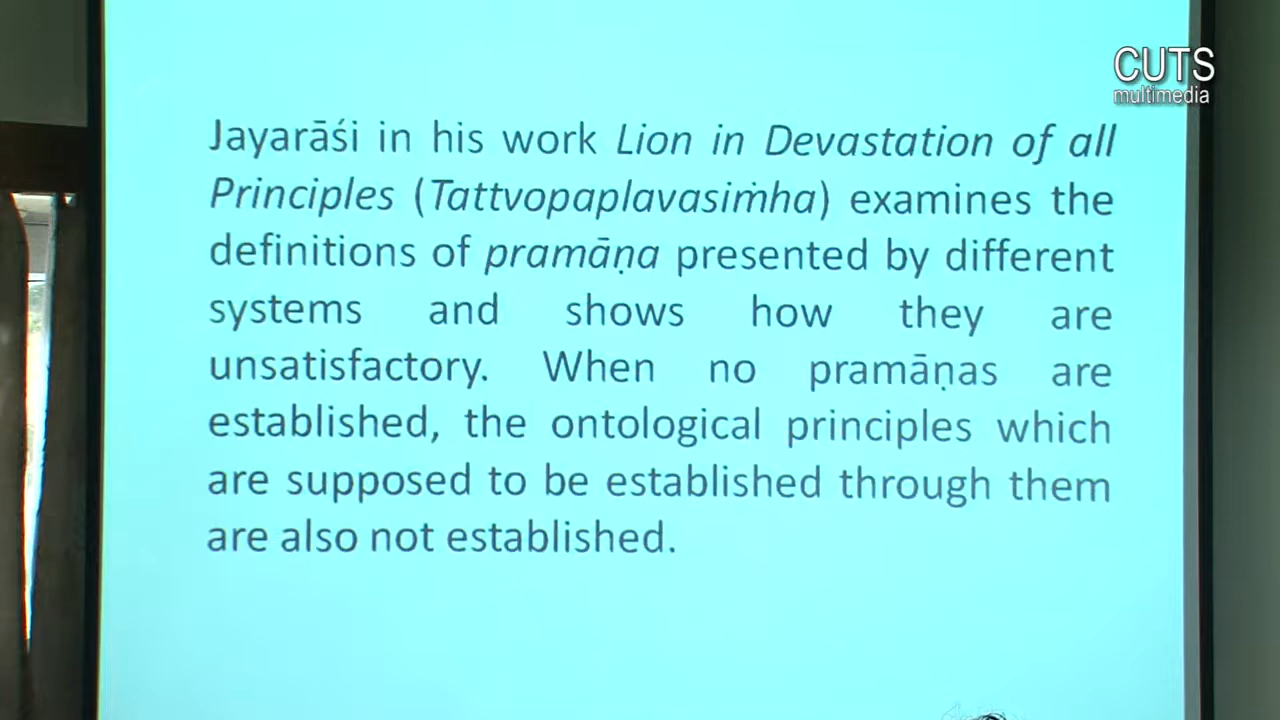 CUTS
multimedia
Jayarāśi in his work Lion in Devastation of all
Principles (Tattvopaplavasiṁha) examines the
definitions of pramāṇa presented by different
systems and shows how they are
unsatisfactory. When no pramāṇas are
established, the ontological principles which
are supposed to be established through them
are also not established.